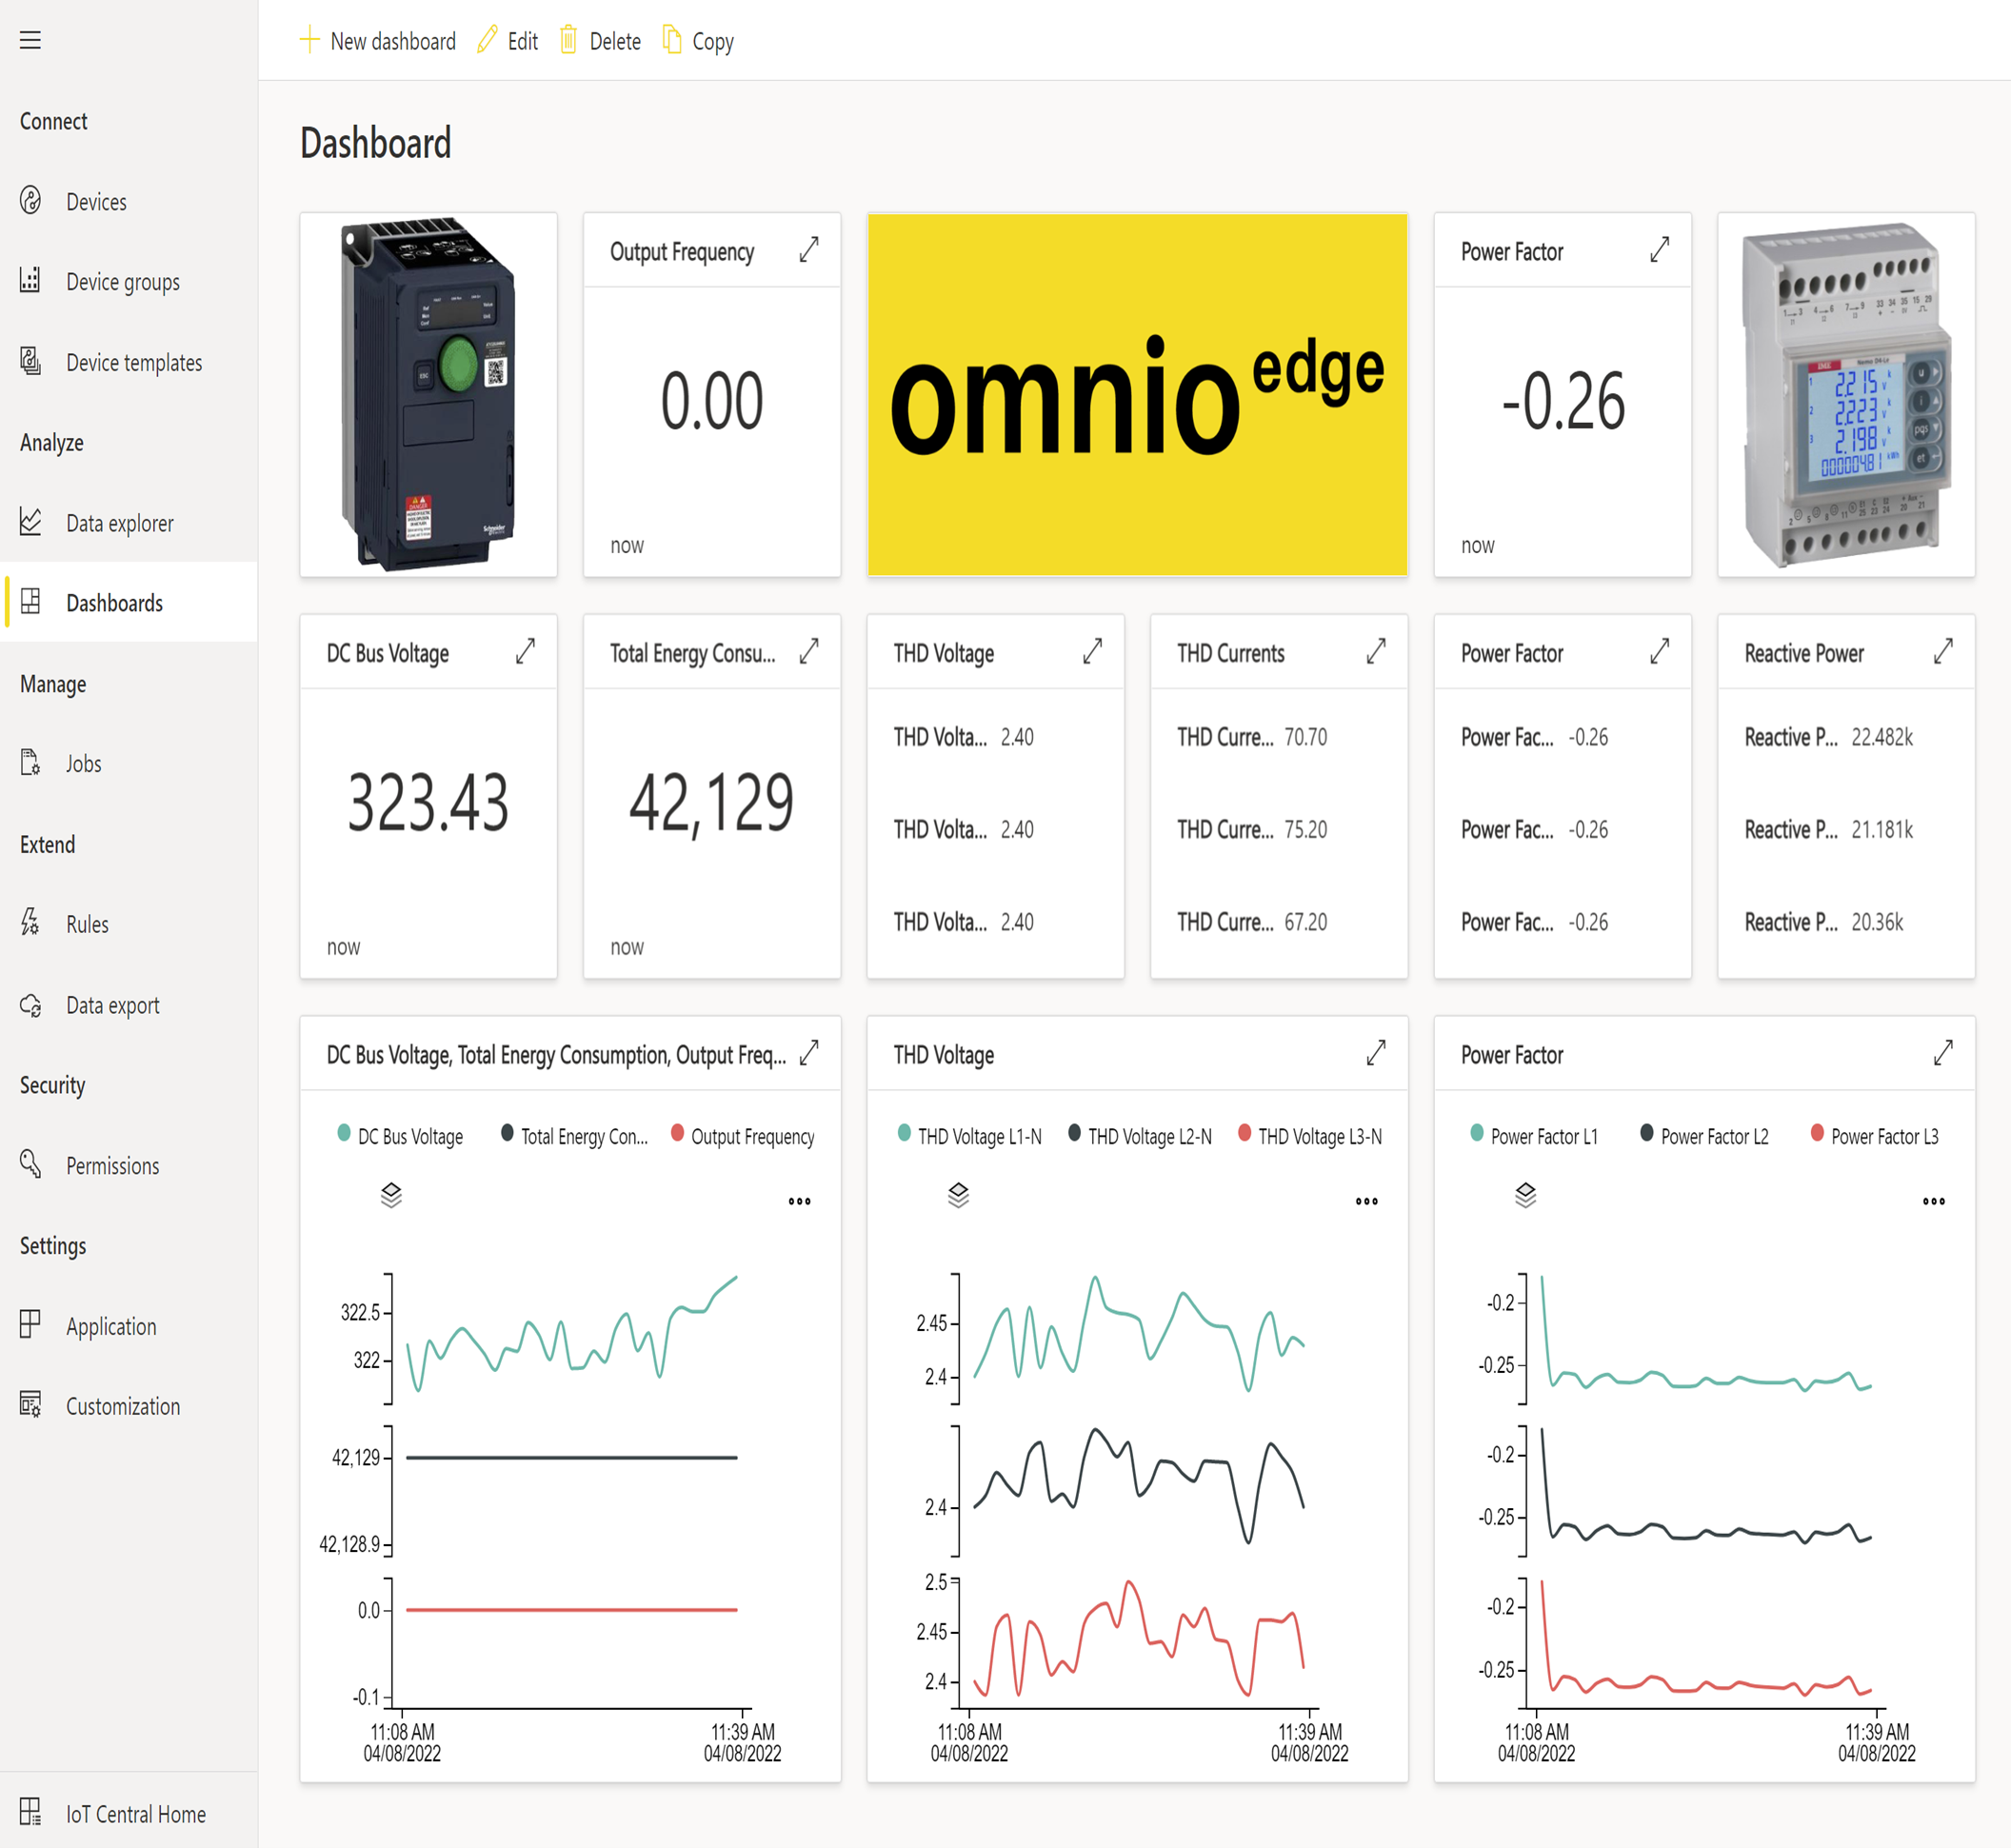 New dashboard Edit Delete Copy
Connect
Devices
Device groups
Device templates
Analyze
Data explorer
Dashboards
Manage
Jobs
Extend
Rules
Data export
Security
Permissions
Settings
Application
Customization
IoT Central Home
Dashboard
ESC
DANGER
Schneider
Output Frequency
0.00
now
omnio edge
Power Factor
-0.26
now
2.215
2.223
2.198
DC Bus Voltage
323.43
now
Total Energy Consu...
42,129
now
THD Voltage
THD Volta... 2.40
THD Volta... 2.40
THD Volta... 2.40
THD Currents
THD Curre... 70.70
THD Curre... 75.20
THD Curre... 67.20
Power Factor
Power Fac... -0.26
Power Fac... -0.26
Power Fac... -0.26
Reactive Power
Reactive P... 22.482k
Reactive P... 21.181k
Reactive P... 20.36k
DC Bus Voltage, Total Energy Consumption, Output Freq...
DC Bus Voltage Total Energy Con... Output Frequency
322.5
322
42,129
42,128.9
0.0
-0.1
11:08 AM 11:39 AM
04/08/2022 04/08/2022
THD Voltage
THD Voltage L1-N THD Voltage L2-N THD Voltage L3-N
2.45
2.4
2.4
2.5
2.45
2.4
11:08 AM 11:39 AM
04/08/2022 04/08/2022
Power Factor
Power Factor L1 Power Factor L2 Power Factor L3
-0.2
-0.25
-0.2
-0.25
-0.2
-0.25
11:08 AM 11:39 AM
04/08/2022 04/08/2022